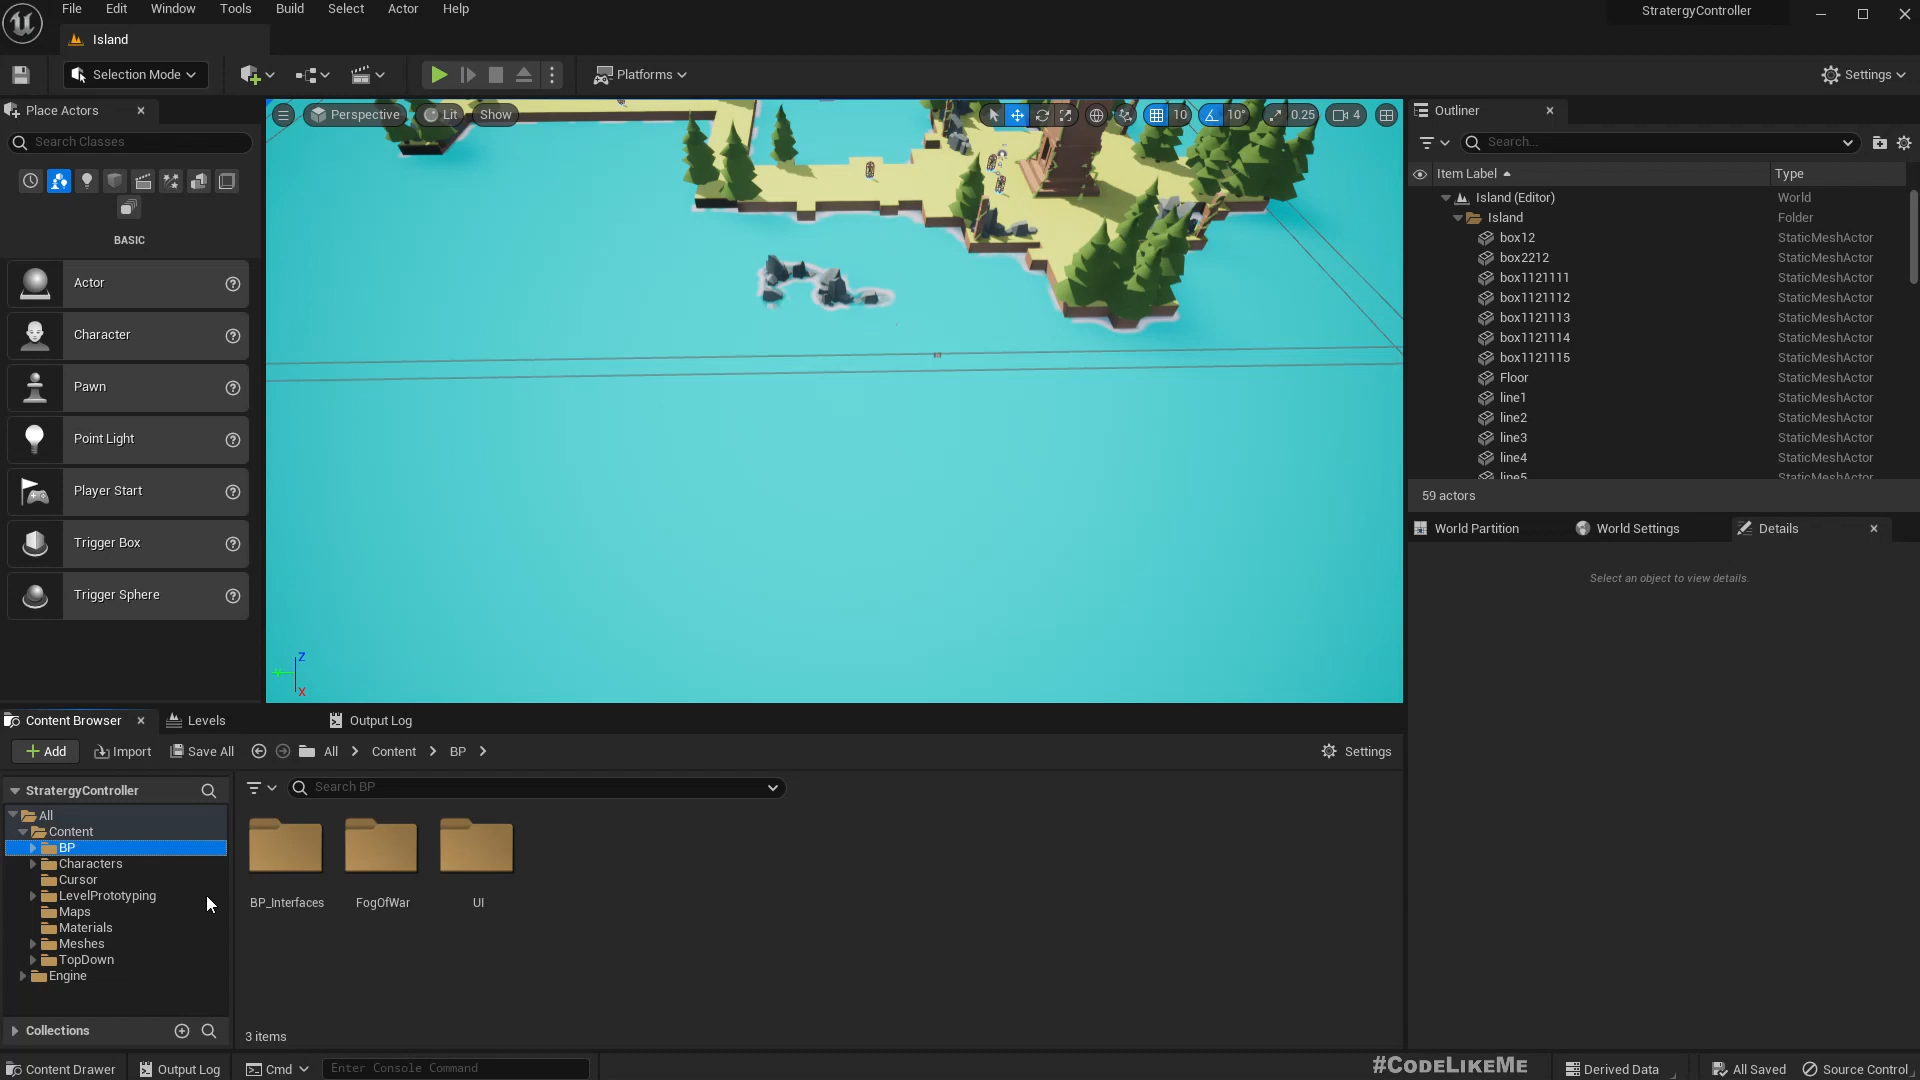 File Edit Window Tools Build Select Actor Help
StratergyController
Island
Selection Mode
Platforms
Settings
Place Actors
Search Classes
BASIC
Actor
Character
Pawn
Point Light
Player Start
Trigger Box
Trigger Sphere
Perspective Lit Show
10 10° 0.25 4
Z
X
Outliner
Search...
Item Label Type
Island (Editor) World
Island Folder
box12 StaticMeshActor
box2212 StaticMeshActor
box1121111 StaticMeshActor
box1121112 StaticMeshActor
box1121113 StaticMeshActor
box1121114 StaticMeshActor
box1121115 StaticMeshActor
Floor StaticMeshActor
line1 StaticMeshActor
line2 StaticMeshActor
line3 StaticMeshActor
line4 StaticMeshActor
line5 StaticMeshActor
59 actors
World Partition World Settings Details
Select an object to view details.
Content Browser Levels Output Log
Add Import Save All All Content BP Settings
StratergyController
All
Content
BP
Characters
Cursor
LevelPrototyping
Maps
Materials
Meshes
TopDown
Engine
Collections
Search BP
BP_Interfaces FogOfWar UI
3 items
Content Drawer Output Log Cmd Enter Console Command
#CodeLikeMe
Derived Data All Saved Source Control